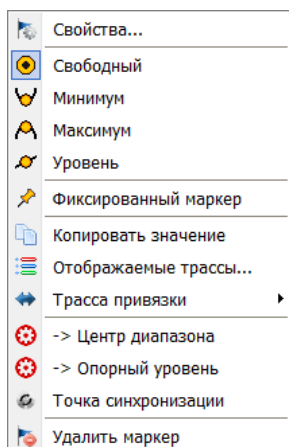 Свойства...
Свободный
Минимум
Максимум
Уровень
Фиксированный маркер
Копировать значение
Отображаемые трассы...
Трасса привязки
-> Центр диапазона
-> Опорный уровень
Точка синхронизации
Удалить маркер